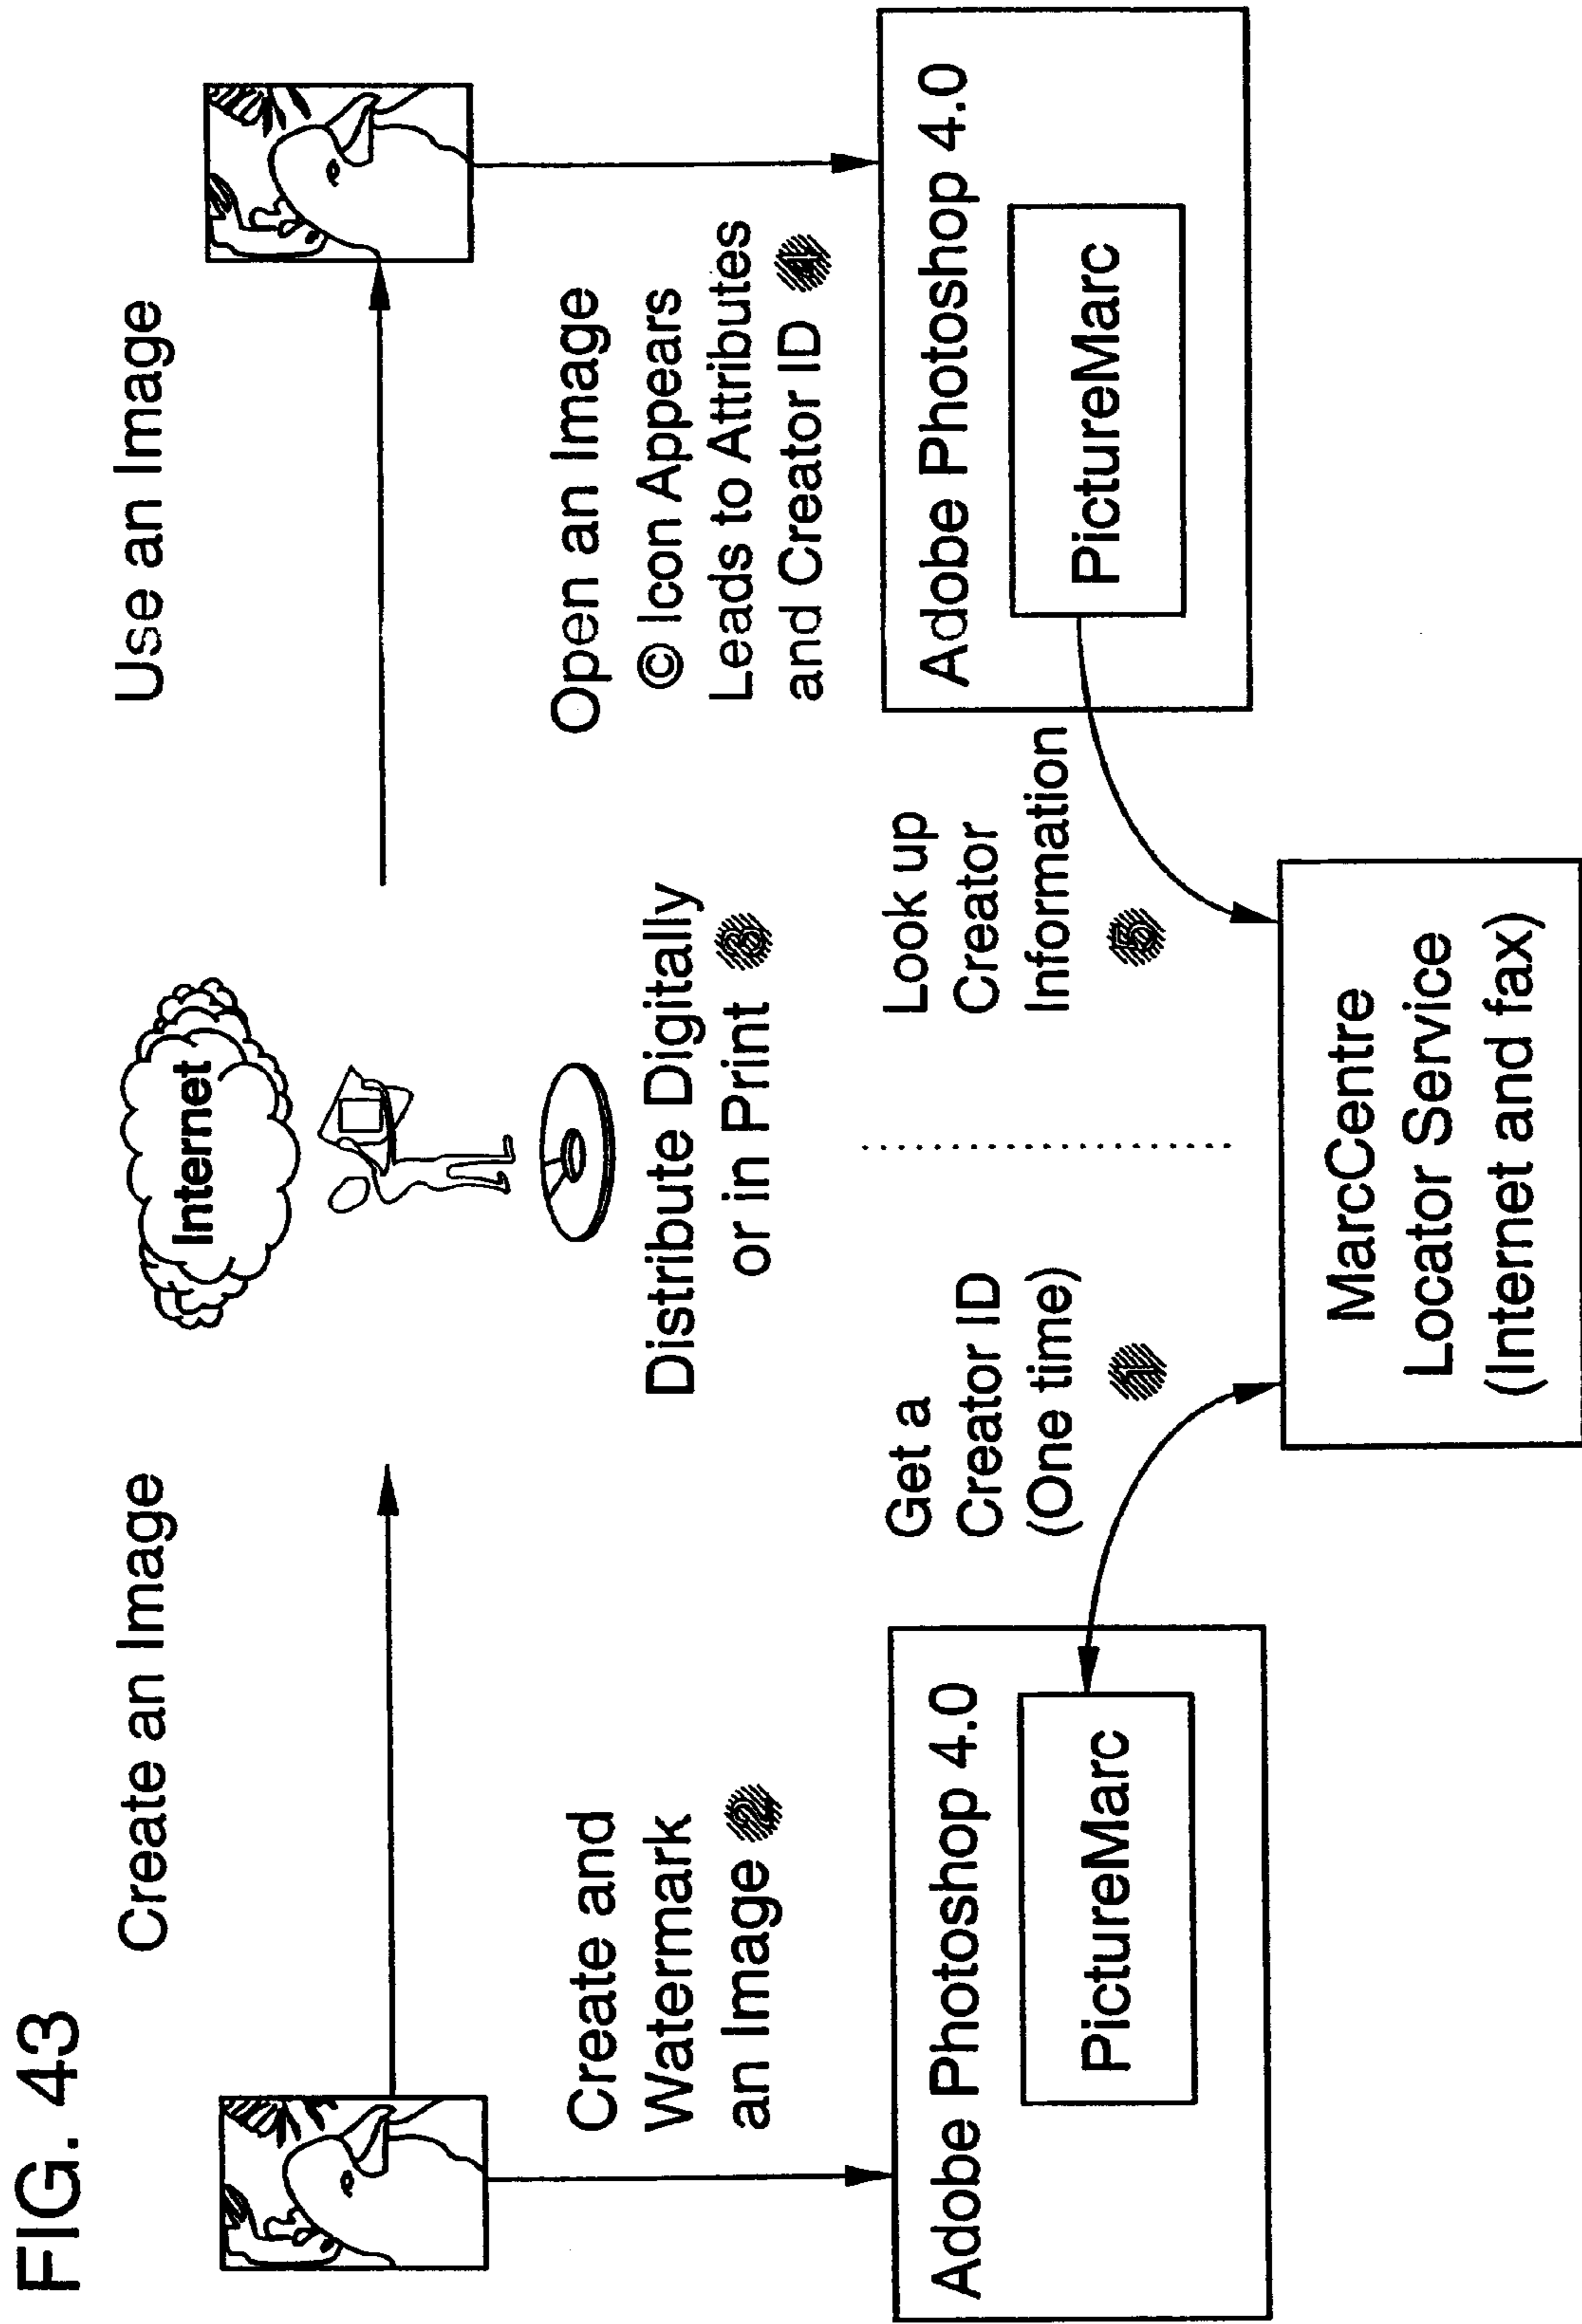 FIG. 43
Create an Image
Use an Image
Internet
Create and
Watermark
an Image 2
Distribute Digitally
or in Print 3
Open an Image
© Icon Appears
Leads to Attributes
and Creator ID 4
Adobe Photoshop 4.0
PictureMarc
Get a
Creator ID
(One time)
1
Look up
Creator
Information
5
Adobe Photoshop 4.0
PictureMarc
MarcCentre
Locator Service
(Internet and fax)